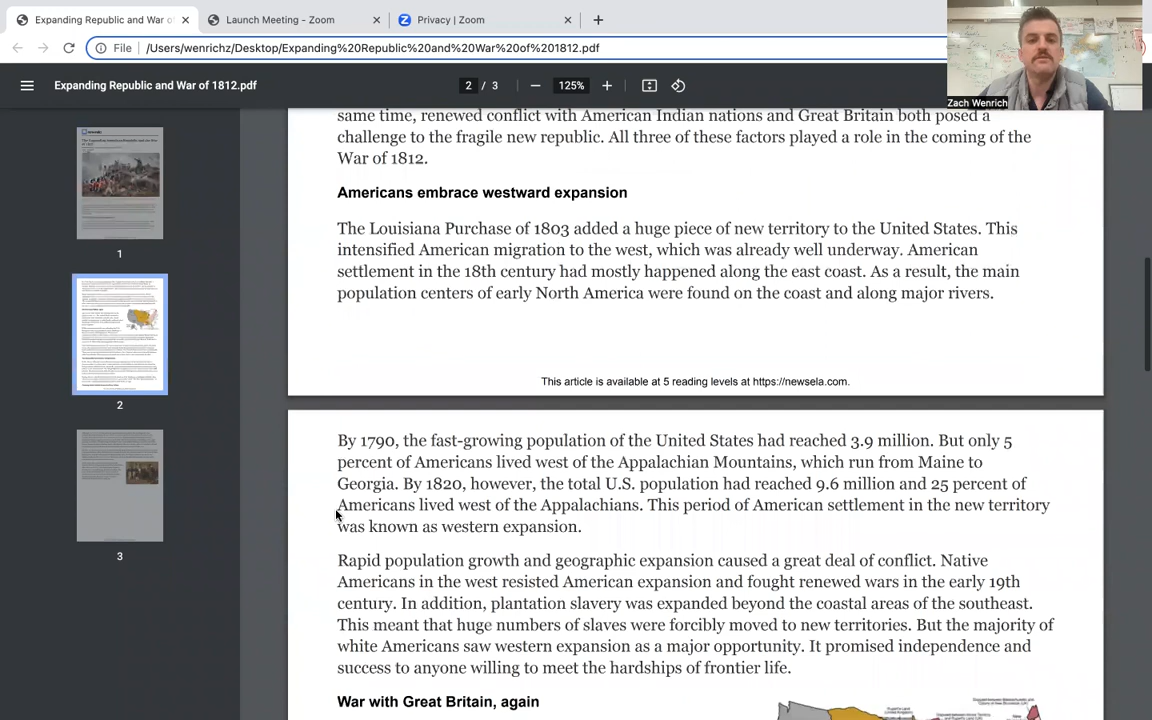 Expanding Republic and War o
Launch Meeting - Zoom
Privacy | Zoom
File
/Users/wenrichz/Desktop/Expanding%20Republic%20and%20War%20of%201812.pdf
Expanding Republic and War of 1812.pdf
2 / 3
125%
Zach Wenrich
same time, renewed conflict with American Indian nations and Great Britain both posed a
challenge to the fragile new republic. All three of these factors played a role in the coming of the
War of 1812.
Americans embrace westward expansion
The Louisiana Purchase of 1803 added a huge piece of new territory to the United States. This
intensified American migration to the west, which was already well underway. American
settlement in the 18th century had mostly happened along the east coast. As a result, the main
population centers of early North America were found on the coast and along major rivers.
This article is available at 5 reading levels at https://newsela.com.
By 1790, the fast-growing population of the United States had reached 3.9 million. But only 5
percent of Americans lived west of the Appalachian Mountains, which run from Maine to
Georgia. By 1820, however, the total U.S. population had reached 9.6 million and 25 percent of
Americans lived west of the Appalachians. This period of American settlement in the new territory
was known as western expansion.
Rapid population growth and geographic expansion caused a great deal of conflict. Native
Americans in the west resisted American expansion and fought renewed wars in the early 19th
century. In addition, plantation slavery was expanded beyond the coastal areas of the southeast.
This meant that huge numbers of slaves were forcibly moved to new territories. But the majority of
white Americans saw western expansion as a major opportunity. It promised independence and
success to anyone willing to meet the hardships of frontier life.
War with Great Britain, again
1
2
3